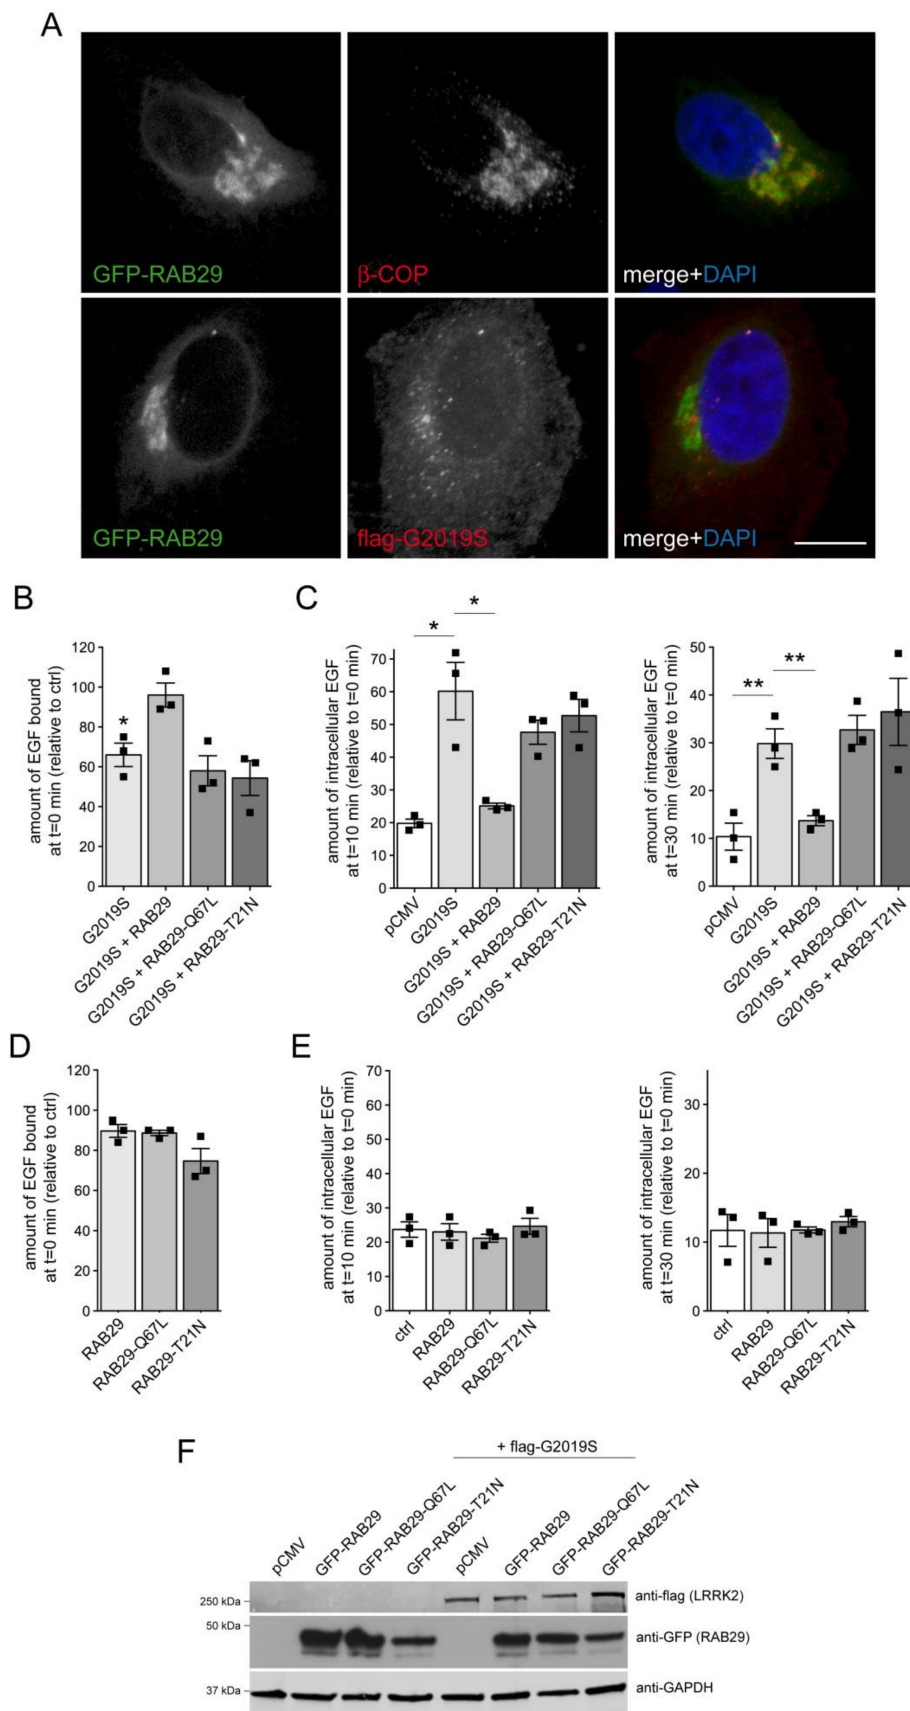 A
GFP-RAB29
β-COP
merge+DAPI
GFP-RAB29
flag-G2019S
merge+DAPI
B
amount of EGF bound
at t=0 min (relative to ctrl)
120
100
80
60
40
20
0
*
G2019S
G2019S + RAB29
G2019S + RAB29-Q67L
G2019S + RAB29-T21N
C
amount of intracellular EGF
at t=10 min (relative to t=0 min)
70
60
50
40
30
20
10
0
*
*
pCMV
G2019S
G2019S + RAB29
G2019S + RAB29-Q67L
G2019S + RAB29-T21N
amount of intracellular EGF
at t=30 min (relative to t=0 min)
50
40
30
20
10
0
**
**
pCMV
G2019S
G2019S + RAB29
G2019S + RAB29-Q67L
G2019S + RAB29-T21N
D
amount of EGF bound
at t=0 min (relative to ctrl)
120
100
80
60
40
20
0
RAB29
RAB29-Q67L
RAB29-T21N
E
amount of intracellular EGF
at t=10 min (relative to t=0 min)
70
60
50
40
30
20
10
0
ctrl
RAB29
RAB29-Q67L
RAB29-T21N
amount of intracellular EGF
at t=30 min (relative to t=0 min)
30
20
10
0
ctrl
RAB29
RAB29-Q67L
RAB29-T21N
F
+ flag-G2019S
pCMV
GFP-RAB29
GFP-RAB29-Q67L
GFP-RAB29-T21N
pCMV
GFP-RAB29
GFP-RAB29-Q67L
GFP-RAB29-T21N
250 kDa
anti-flag (LRRK2)
50 kDa
anti-GFP (RAB29)
37 kDa
anti-GAPDH